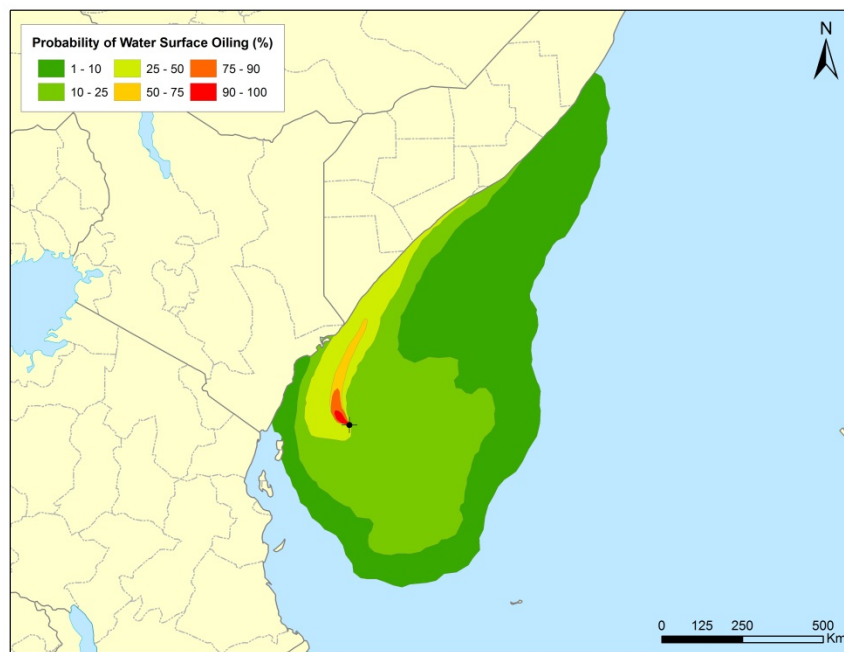 Probability of Water Surface Oiling (%)
1 - 10 25 - 50 75 - 90
10 - 25 50 - 75 90 - 100
N
0 125 250 500
Km